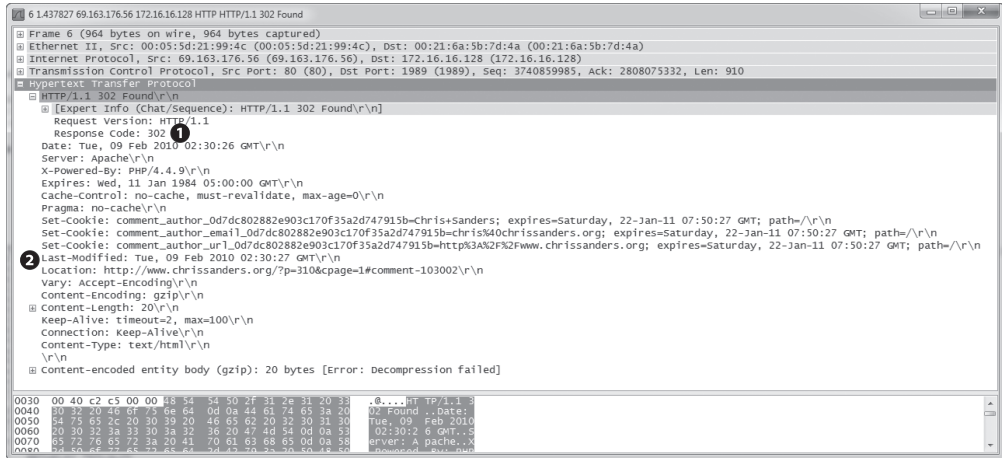 6 1.437827 69.163.176.56 172.16.16.128 HTTP HTTP/1.1 302 Found
Frame 6 (964 bytes on wire, 964 bytes captured)
Ethernet II, Src: 00:05:5d:21:99:4c (00:05:5d:21:99:4c), Dst: 00:21:6a:5b:7d:4a (00:21:6a:5b:7d:4a)
Internet Protocol, Src: 69.163.176.56 (69.163.176.56), Dst: 172.16.16.128 (172.16.16.128)
Transmission Control Protocol, Src Port: 80 (80), Dst Port: 1989 (1989), Seq: 3740859985, Ack: 2808075332, Len: 910
Hypertext Transfer Protocol
HTTP/1.1 302 Found\r\n
[Expert Info (Chat/Sequence): HTTP/1.1 302 Found\r\n]
Request Version: HTTP/1.1
Response Code: 302 1
Date: Tue, 09 Feb 2010 02:30:26 GMT\r\n
Server: Apache\r\n
X-Powered-By: PHP/4.4.9\r\n
Expires: Wed, 11 Jan 1984 05:00:00 GMT\r\n
Cache-Control: no-cache, must-revalidate, max-age=0\r\n
Pragma: no-cache\r\n
Set-Cookie: comment_author_0d7dc802882e903c170f35a2d747915b=Chris+Sanders; expires=Saturday, 22-Jan-11 07:50:27 GMT; path=/\r\n
Set-Cookie: comment_author_email_0d7dc802882e903c170f35a2d747915b=chris%40chrissanders.org; expires=Saturday, 22-Jan-11 07:50:27 GMT; path=/\r\n
Set-Cookie: comment_author_url_0d7dc802882e903c170f35a2d747915b=http%3A%2F%2Fwww.chrissanders.org; expires=Saturday, 22-Jan-11 07:50:27 GMT; path=/\r\n
2 Last-Modified: Tue, 09 Feb 2010 02:30:27 GMT\r\n
Location: http://www.chrissanders.org/?p=310&cpage=1#comment-103002\r\n
Vary: Accept-Encoding\r\n
Content-Encoding: gzip\r\n
Content-Length: 20\r\n
Keep-Alive: timeout=2, max=100\r\n
Connection: Keep-Alive\r\n
Content-Type: text/html\r\n
\r\n
Content-encoded entity body (gzip): 20 bytes [Error: Decompression failed]
0030 00 40 c2 c5 00 00 48 54 54 50 2f 31 2e 31 20 33 .@....HT TP/1.1 3
0040 30 32 20 46 6f 75 6e 64 0d 0a 44 61 74 65 3a 20 02 Found ..Date:
0050 54 75 65 2c 20 30 39 20 46 65 62 20 32 30 31 30 Tue, 09 Feb 2010
0060 20 30 32 3a 33 30 3a 32 36 20 47 4d 54 0d 0a 53 02:30:2 6 GMT..S
0070 65 72 76 65 72 3a 20 41 70 61 63 68 65 0d 0a 58 erver: A pache..X